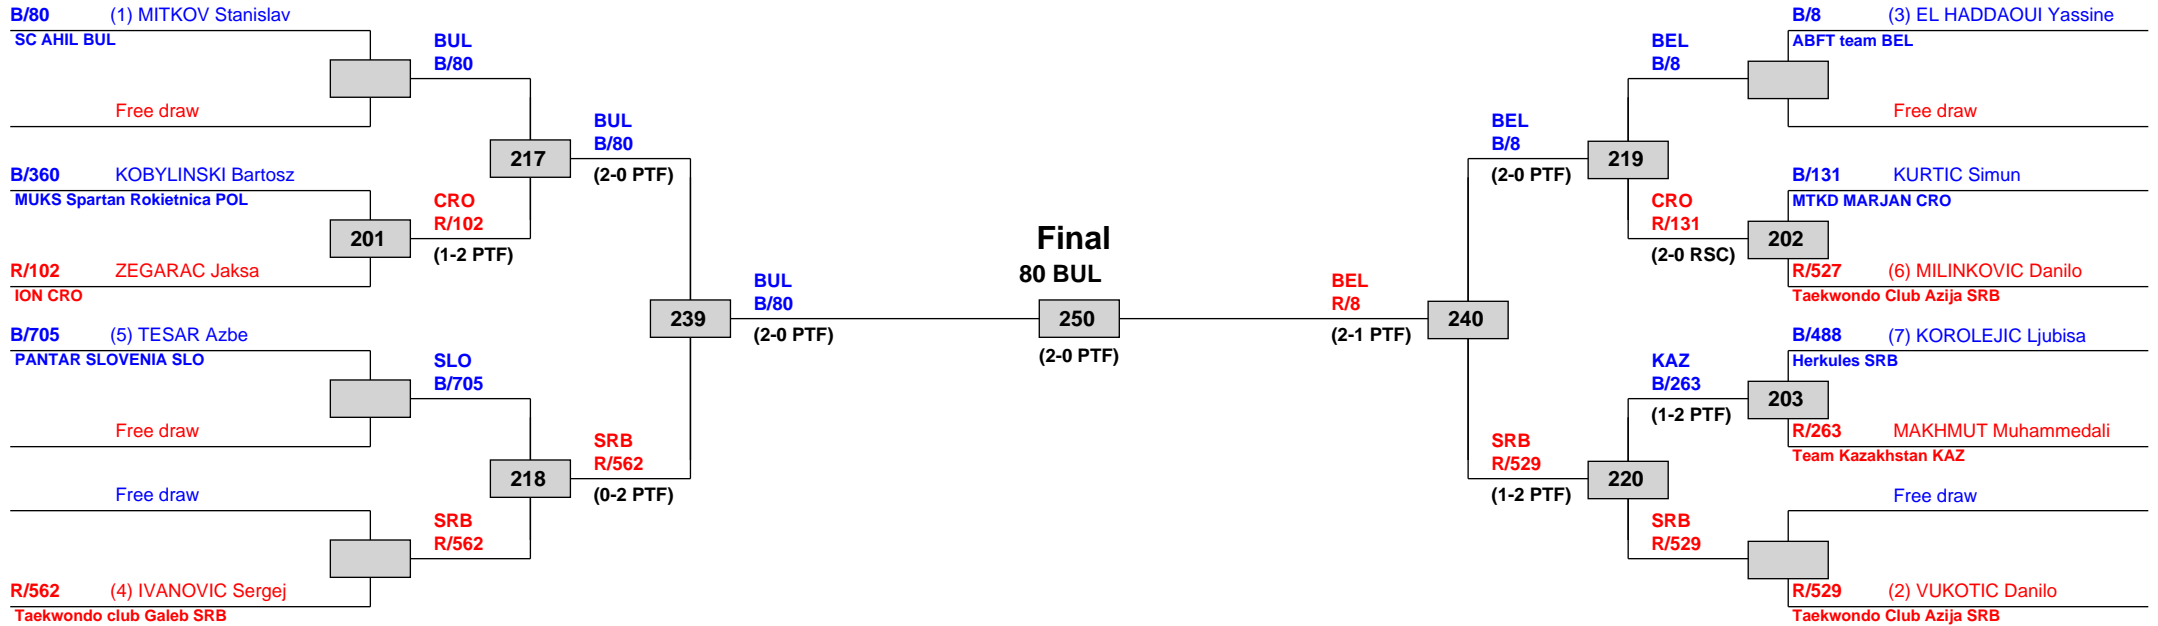 B/80 (1) MITKOV Stanislav
SC AHIL BUL
Free draw
B/360 KOBYLINSKI Bartosz
MUKS Spartan Rokietnica POL
201
R/102 ZEGARAC Jaksa
ION CRO
B/705 (5) TESAR Azbe
PANTAR SLOVENIA SLO
Free draw
Free draw
R/562 (4) IVANOVIC Sergej
Taekwondo club Galeb SRB
BUL
B/80
217
CRO
R/102
(1-2 PTF)
SLO
B/705
218
SRB
R/562
BUL
B/80
(2-0 PTF)
239
SRB
R/562
(0-2 PTF)
BUL
B/80
(2-0 PTF)
Final
80 BUL
250
(2-0 PTF)
BEL
R/8
(2-1 PTF)
BEL
B/8
(2-0 PTF)
240
SRB
R/529
(1-2 PTF)
BEL
B/8
219
CRO
R/131
(2-0 RSC)
KAZ
B/263
(1-2 PTF)
220
SRB
R/529
B/8 (3) EL HADDAOUI Yassine
ABFT team BEL
Free draw
B/131 KURTIC Simun
MTKD MARJAN CRO
202
R/527 (6) MILINKOVIC Danilo
Taekwondo Club Azija SRB
B/488 (7) KOROLEJIC Ljubisa
Herkules SRB
203
R/263 MAKHMUT Muhammedali
Team Kazakhstan KAZ
Free draw
R/529 (2) VUKOTIC Danilo
Taekwondo Club Azija SRB